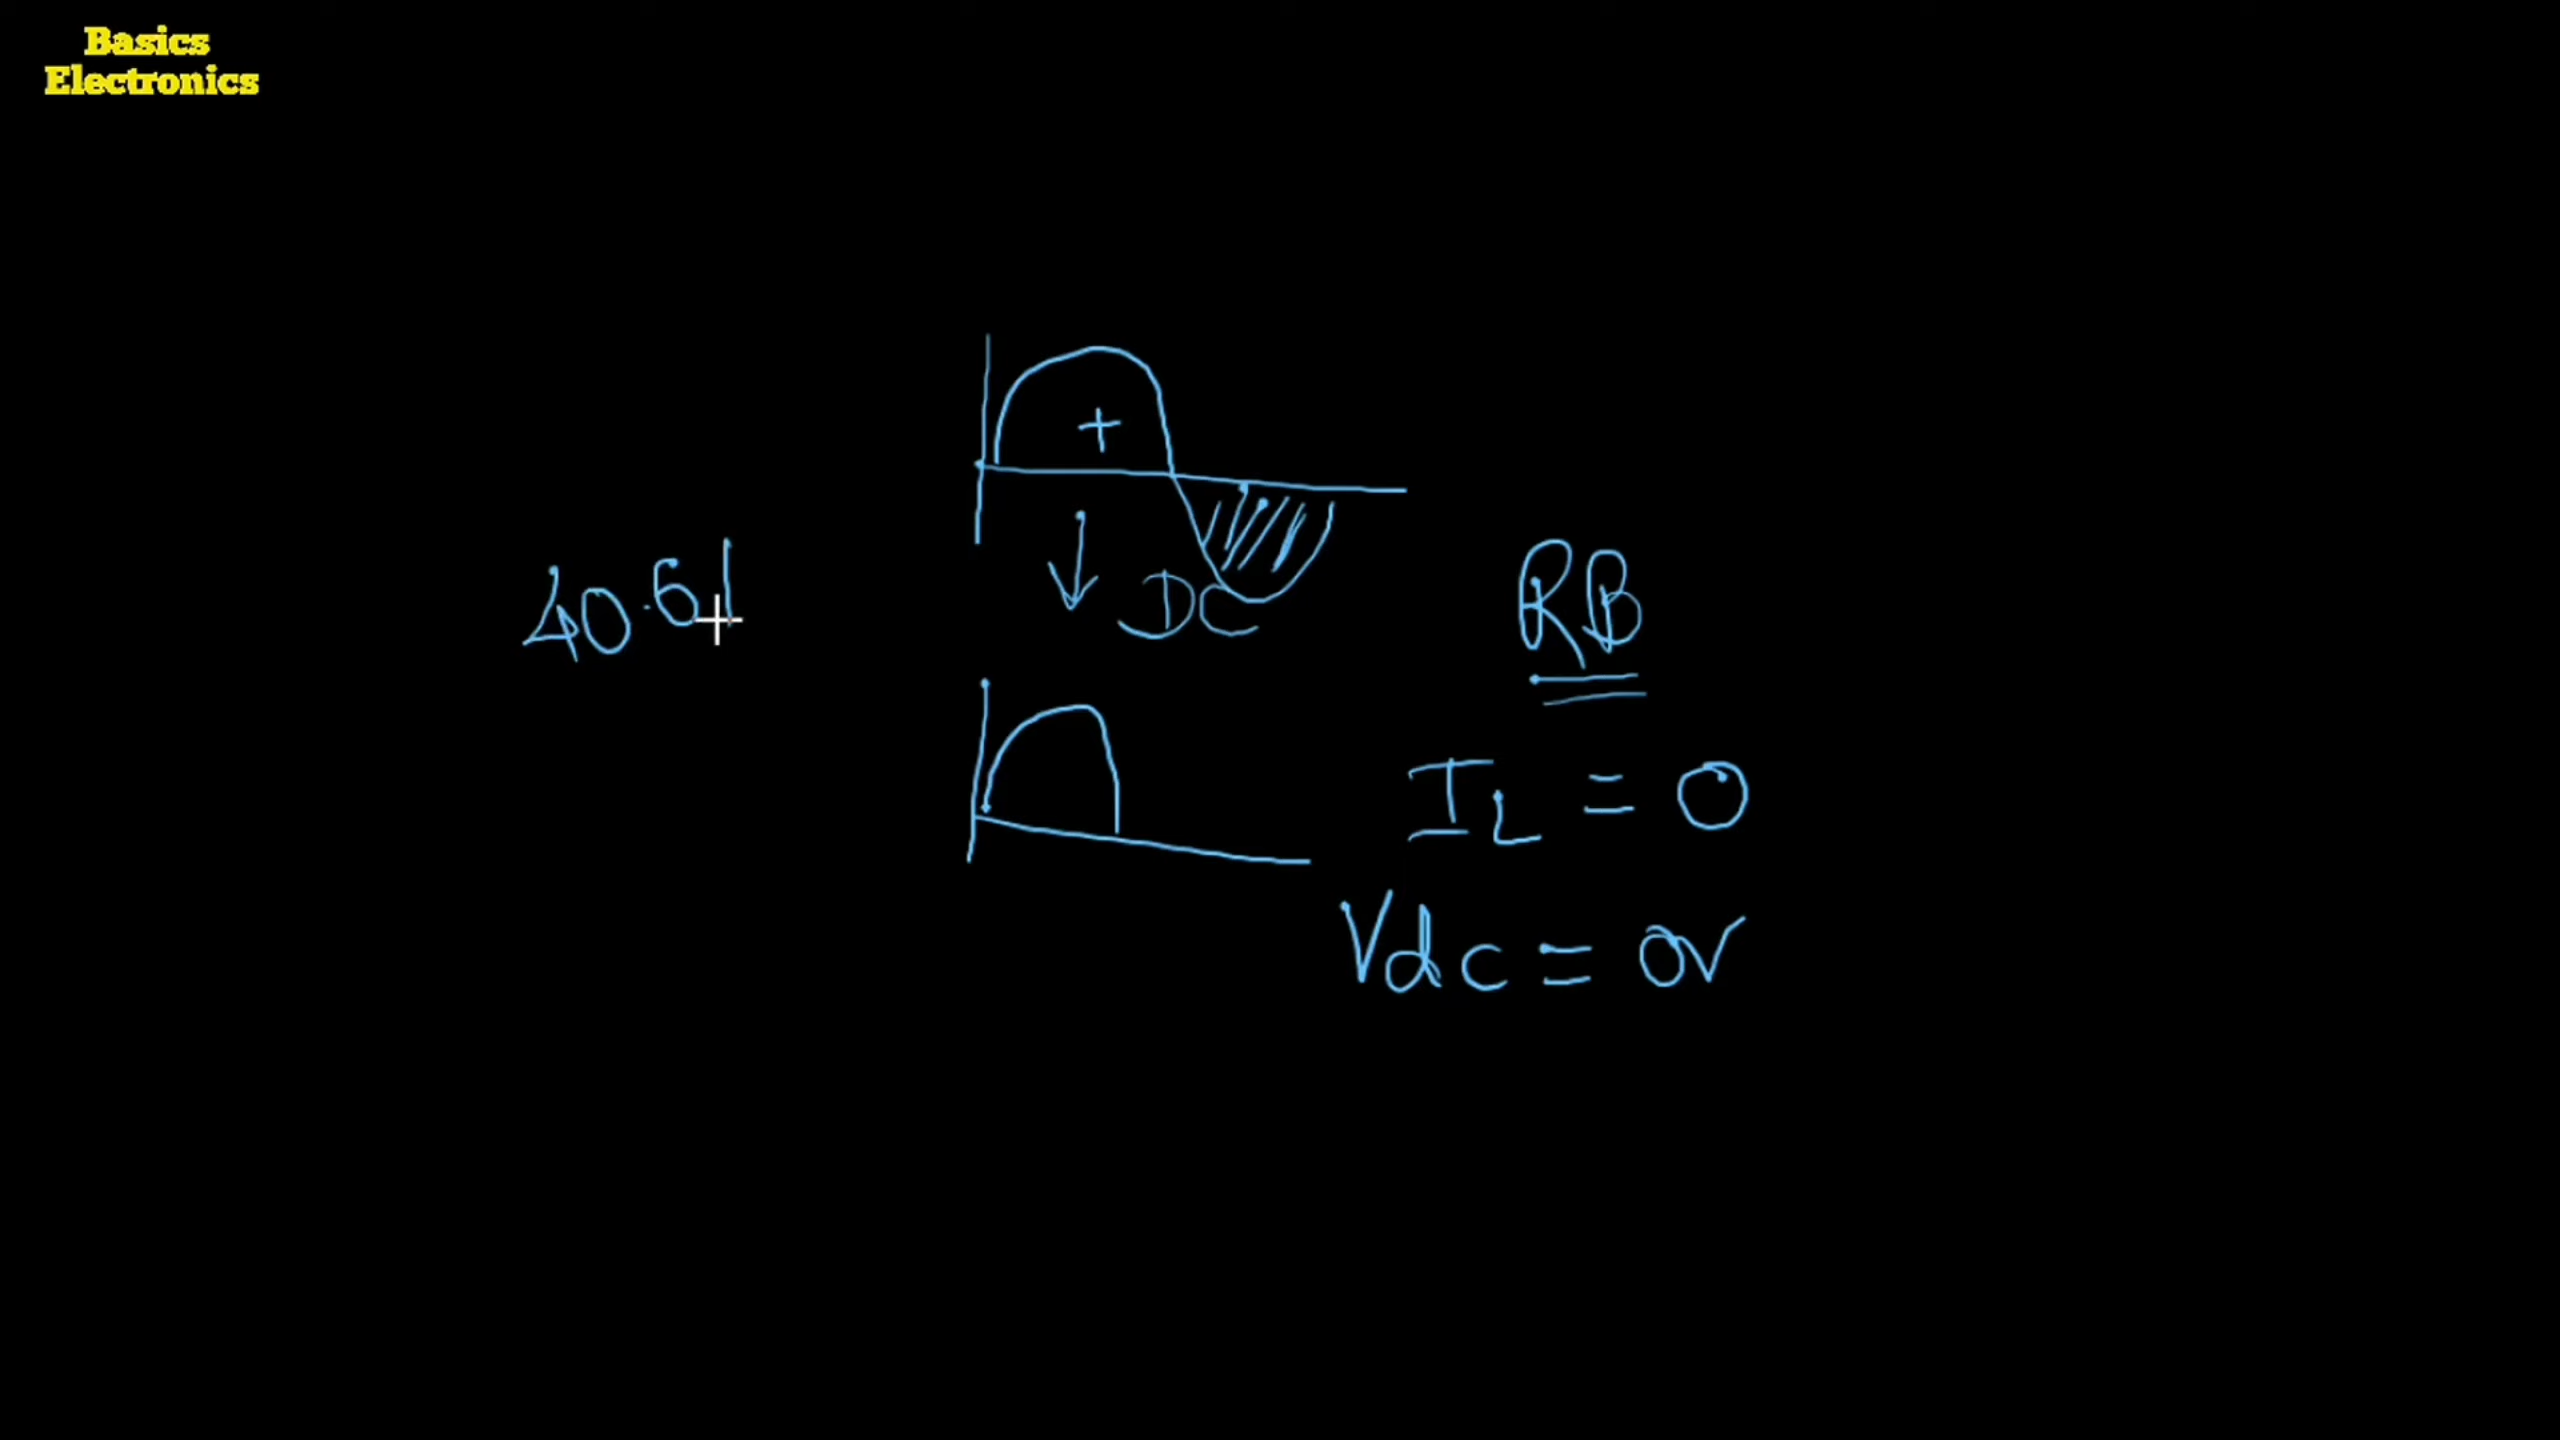 Basics
Electronics
+
DC
40.6
RB
IL = 0
Vdc = 0V